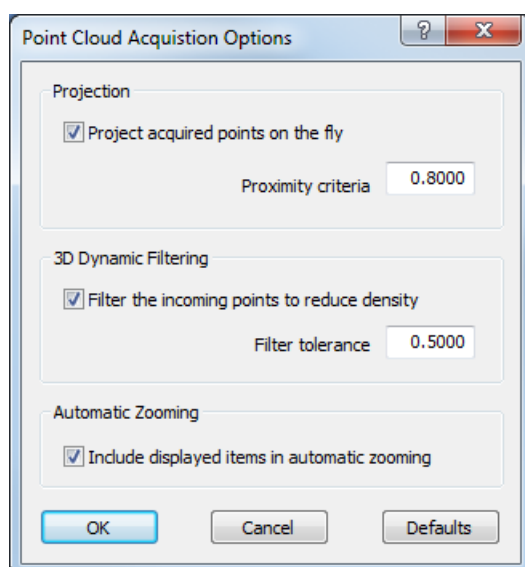 Point Cloud Acquistion Options
?
Projection
Project acquired points on the fly
Proximity criteria 0.8000
3D Dynamic Filtering
Filter the incoming points to reduce density
Filter tolerance 0.5000
Automatic Zooming
Include displayed items in automatic zooming
OK Cancel Defaults